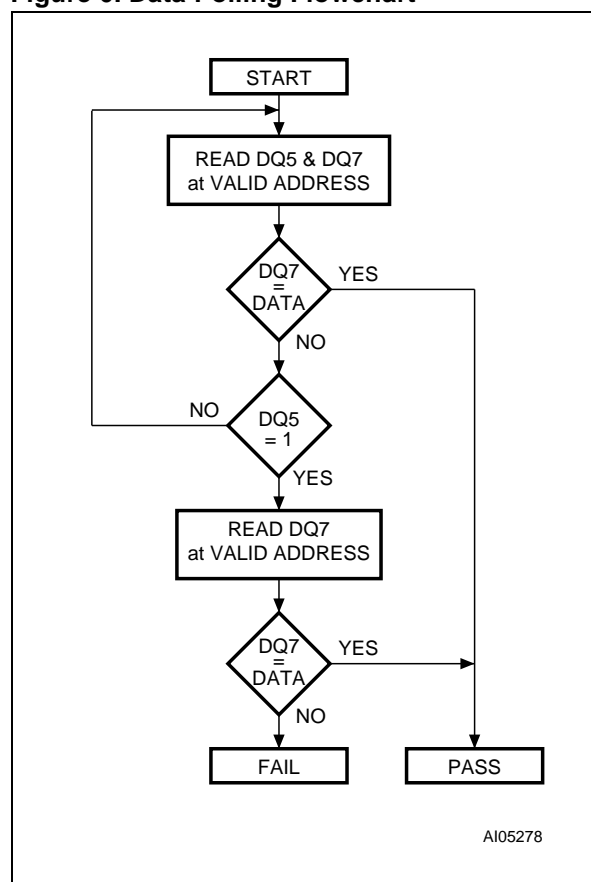 Figure Data Polling Flowchart
START
READ DQ5 & DQ7
at VALID ADDRESS
DQ7
=
DATA
YES
NO
NO
DQ5
= 1
YES
READ DQ7
at VALID ADDRESS
DQ7
=
DATA
YES
NO
FAIL
PASS
AI05278